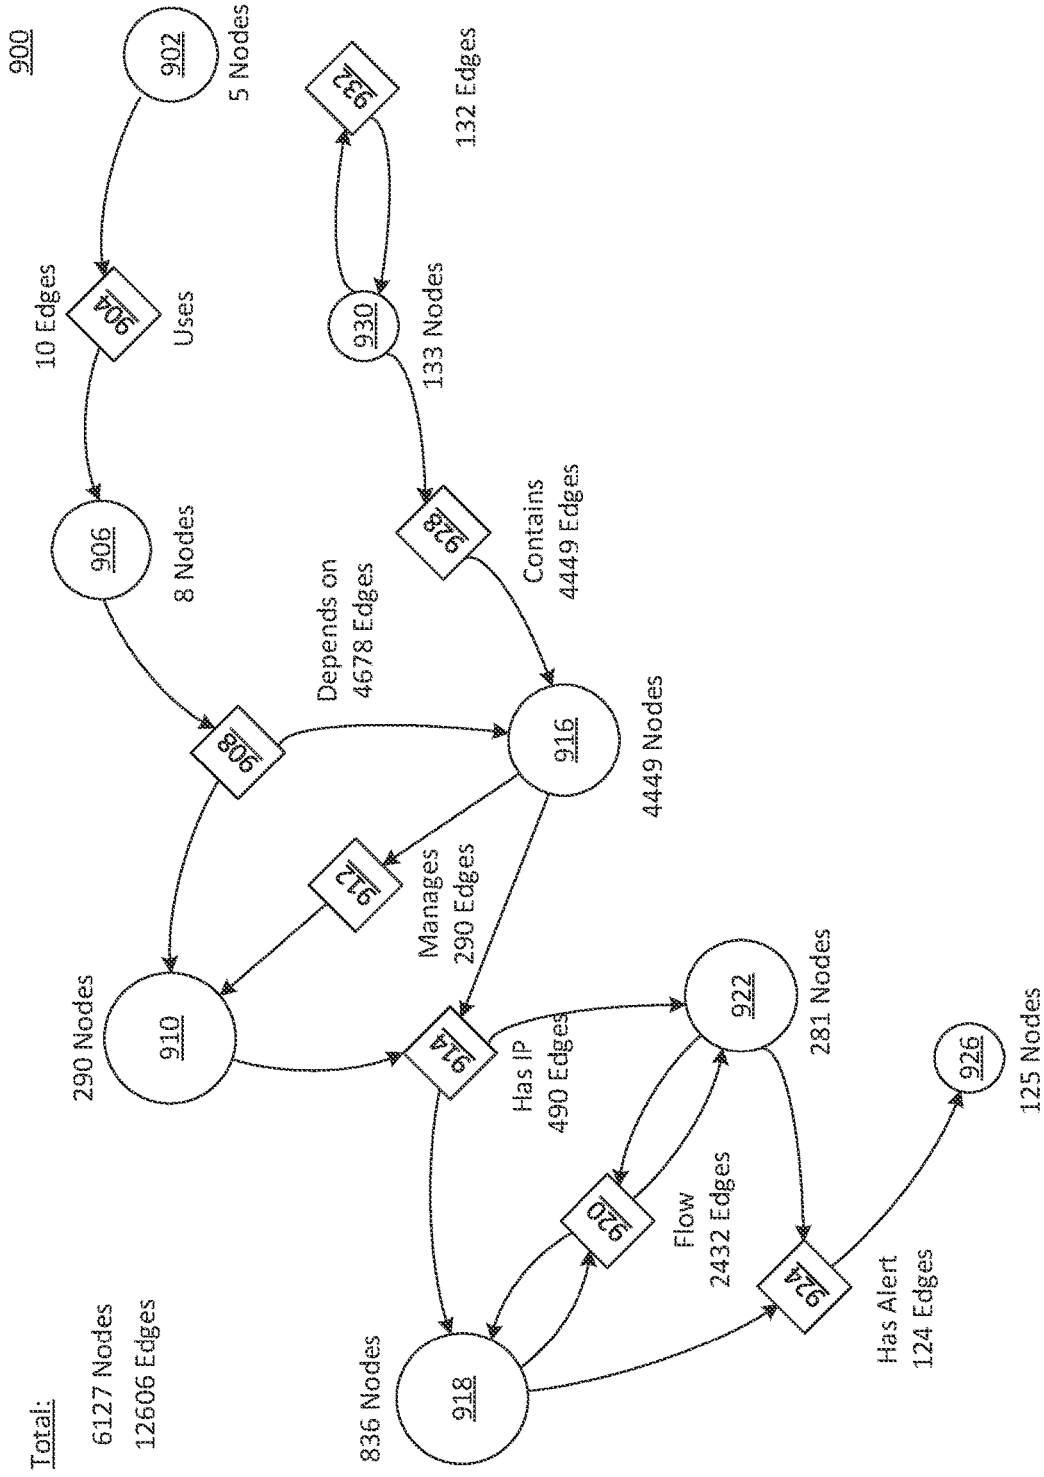 900
Total:
6127 Nodes
12606 Edges
902
5 Nodes
10 Edges
904
Uses
906
8 Nodes
908
Depends on
4678 Edges
290 Nodes
910
912
Manages
290 Edges
914
Has IP
490 Edges
916
4449 Nodes
836 Nodes
918
920
Flow
2432 Edges
922
281 Nodes
924
Has Alert
124 Edges
926
125 Nodes
928
Contains
4449 Edges
930
133 Nodes
932
132 Edges